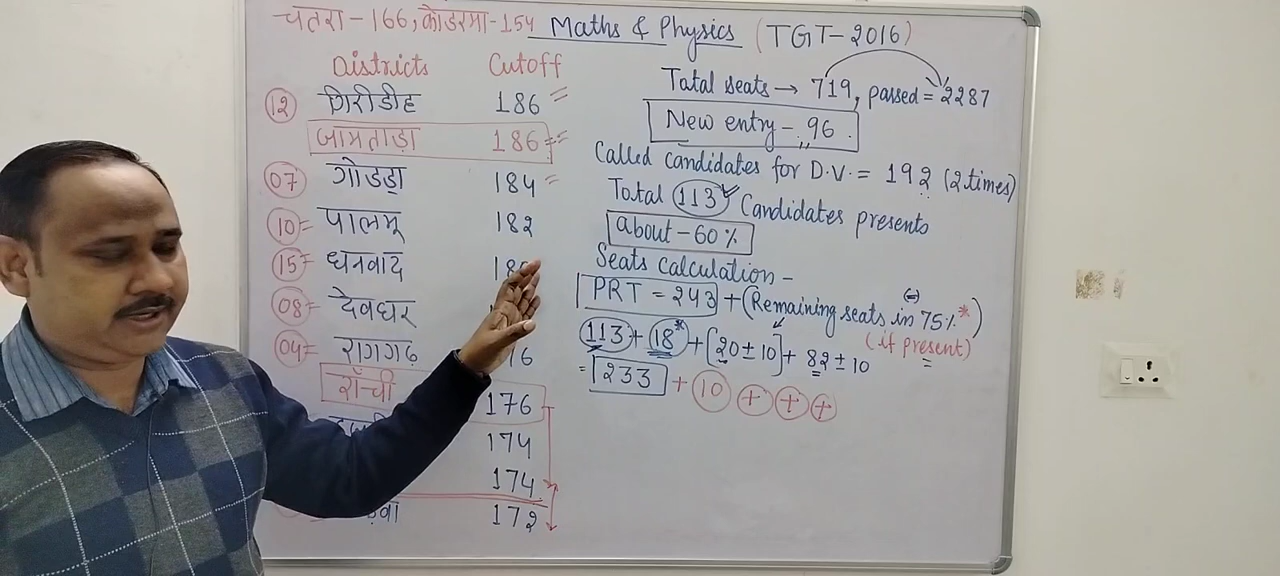 चतरा-166, कोडरमा-154 Maths & Physics (TGT-2016)
Districts Cutoff
12 गिरीडीह 186 =
जामताड़ा 186 =
07 = गोड्डा 184 =
10 = पालमू 182
15 = धनबाद
08 = देवघर
04 = रामगढ़ 76
राँची 176
174
174
172
Total seats → 719, passed = 2287
New entry - 96
Called candidates for D.V. = 192 (2 times)
Total 113 Candidates presents
About - 60%
Seats Calculation -
PRT = 243 + (Remaining seats in 75%*)
(if present)
113 + 18* + [20 ± 10] + 82 ± 10
= 233 + 10 + + +